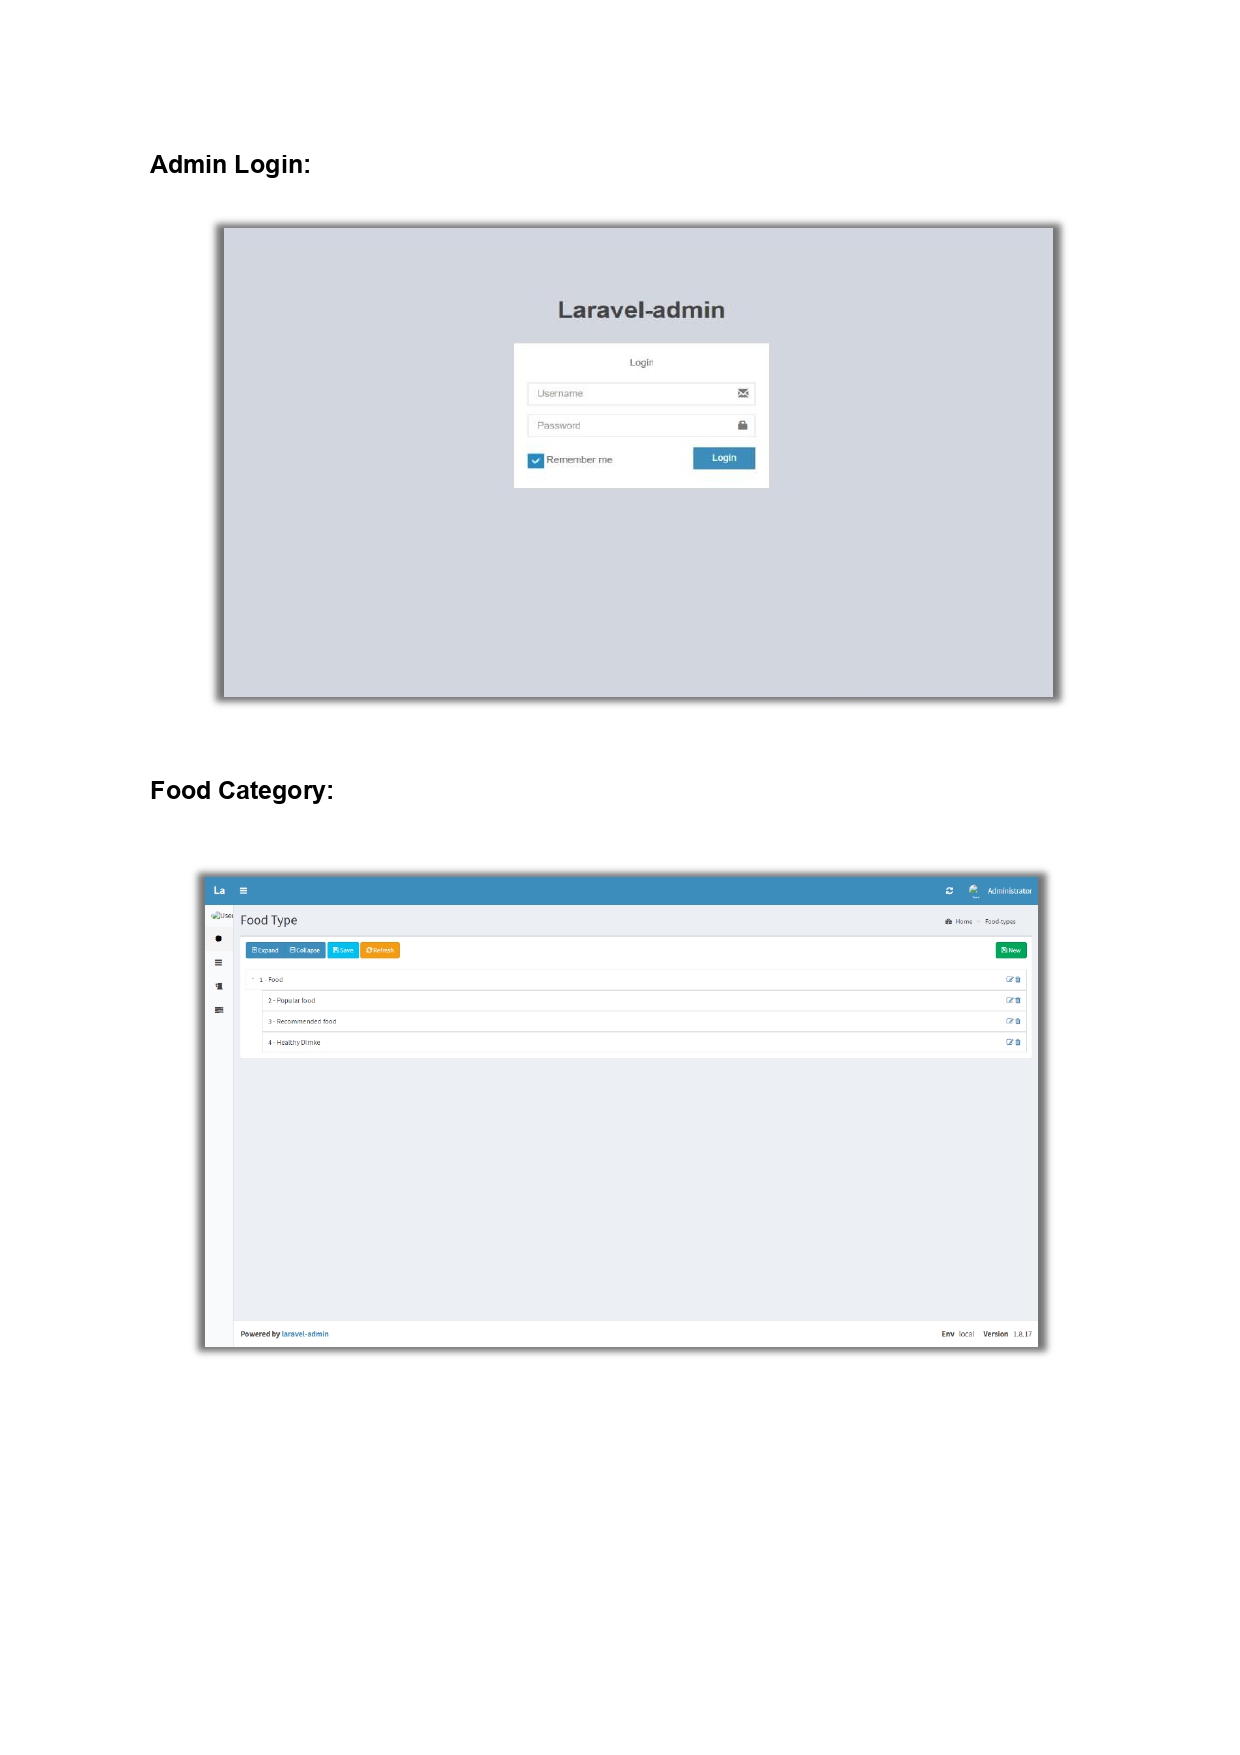 Admin Login:
Laravel-admin
Login
Username
Password
Remember me
Login
Food Category:
La
Administrator
User
Food Type
Home
Food-types
Expand
Collapse
Save
Refresh
New
1 - Food
2 - Popular food
3 - Recommended food
4 - Healthy
Powered by laravel-admin
Env local Version 1.8.17